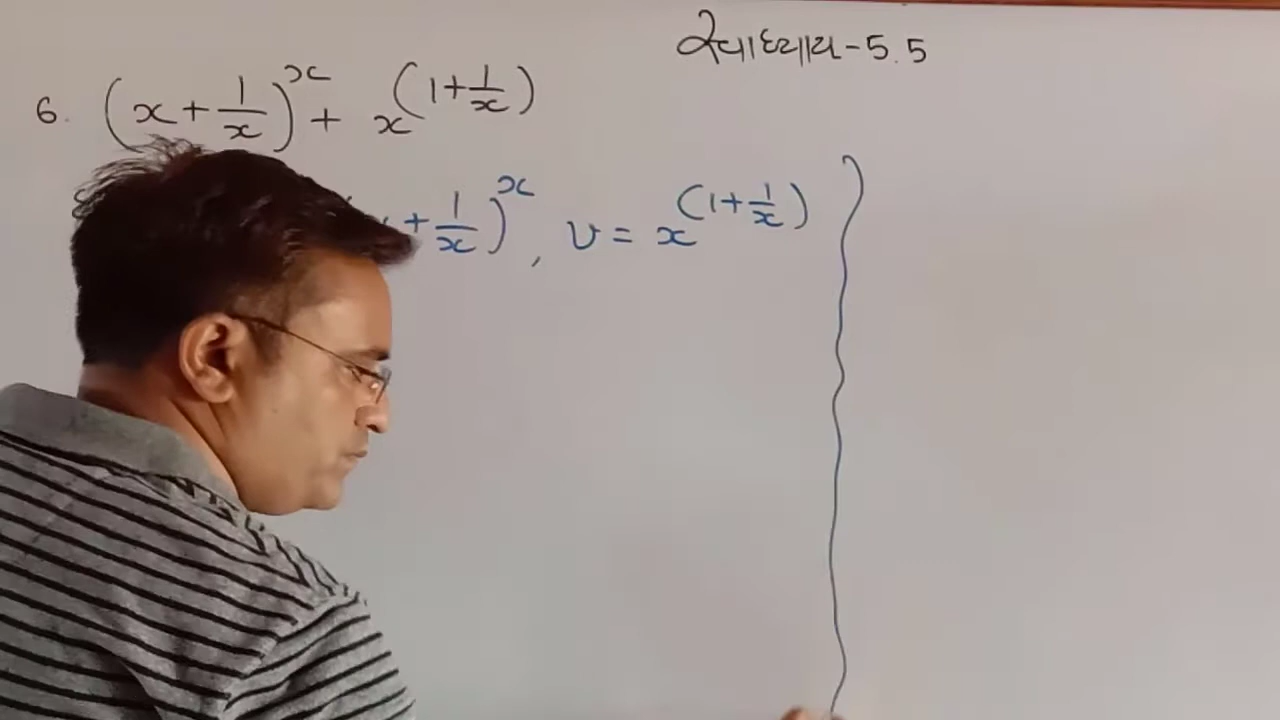 સ્વાધ્યાય-5.5
6. (x + 1/x)^x + x^(1 + 1/x)
+ 1/x)^x, v = x^(1 + 1/x)